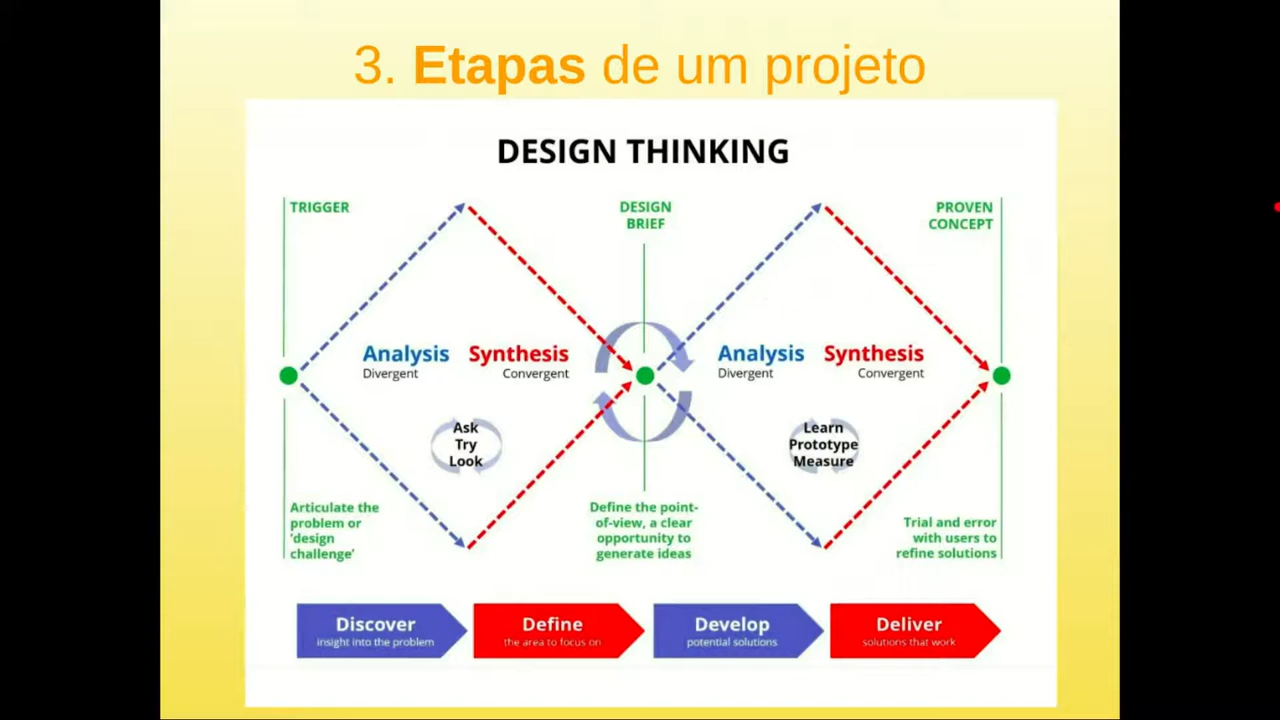 3. Etapas de um projeto
DESIGN THINKING
TRIGGER
DESIGN
BRIEF
PROVEN
CONCEPT
Analysis
Divergent
Synthesis
Convergent
Analysis
Divergent
Synthesis
Convergent
Ask
Try
Look
Learn
Prototype
Measure
Articulate the
problem or
'design
challenge'
Define the point-
of-view, a clear
opportunity to
generate ideas
Trial and error
with users to
refine solutions
Discover
insight into the problem
Define
the area to focus on
Develop
potential solutions
Deliver
solutions that work